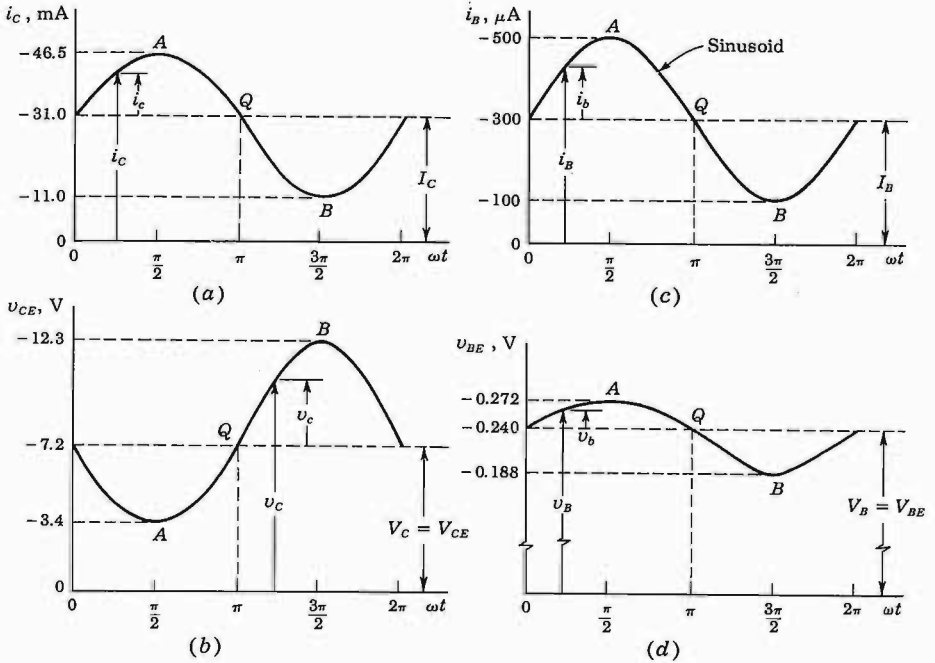 i_C , mA
-46.5
A
i_c
-31.0
Q
i_C
I_C
-11.0
B
0
0
π/2
π
3π/2
2π
ωt
(a)
i_B, μA
-500
A
Sinusoid
i_b
-300
Q
i_B
I_B
-100
B
0
0
π/2
π
3π/2
2π
ωt
(c)
v_CE, V
-12.3
B
v_c
Q
-7.2
v_C
V_C = V_CE
-3.4
A
0
0
π/2
π
3π/2
2π
ωt
(b)
v_BE , V
-0.272
A
v_b
-0.240
Q
-0.188
B
v_B
V_B = V_BE
0
π/2
π
3π/2
2π
ωt
(d)